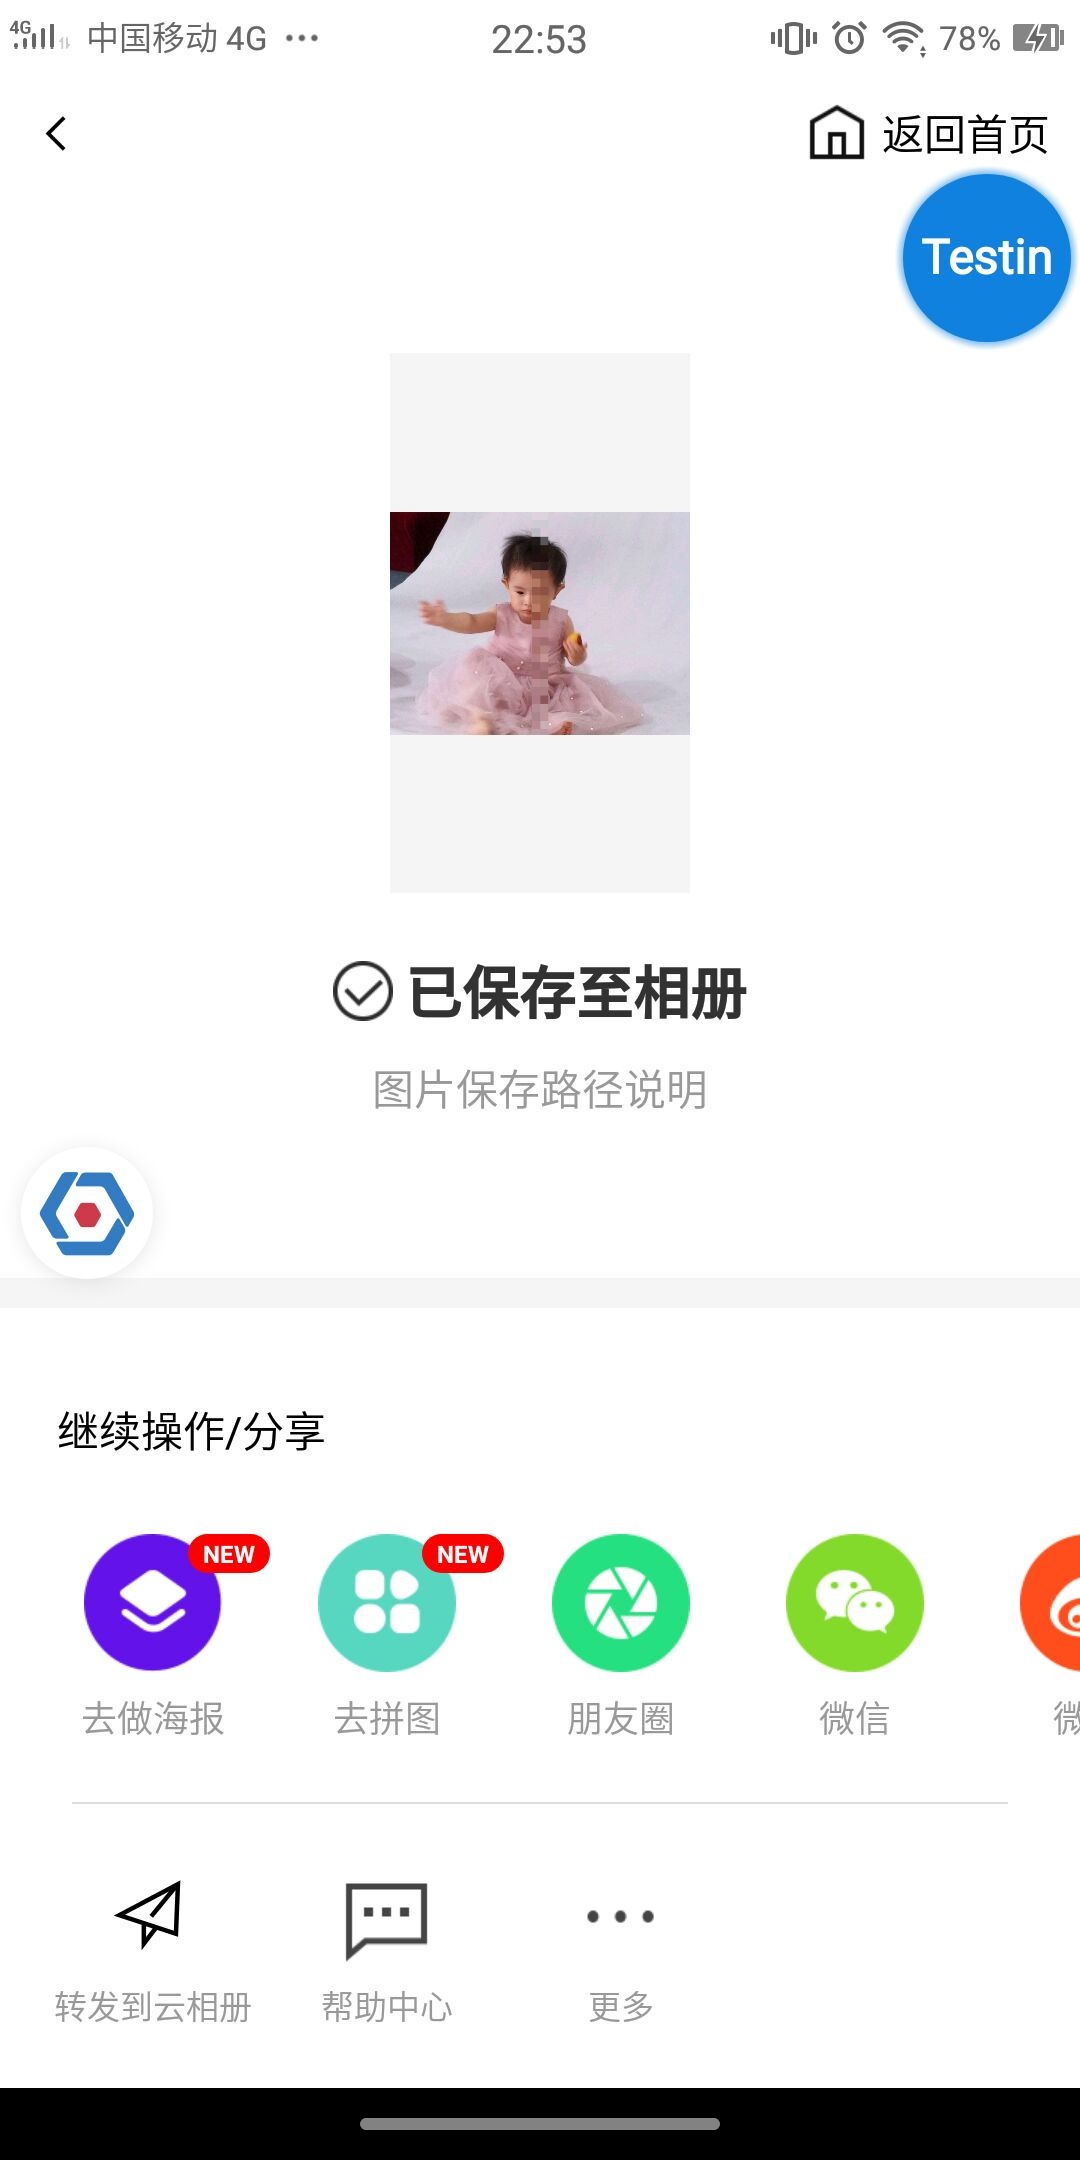 4G 中国移动 4G ··· 22:53 78%
返回首页
Testin
已保存至相册
图片保存路径说明
继续操作/分享
NEW NEW
去做海报 去拼图 朋友圈 微信 微
转发到云相册 帮助中心 更多